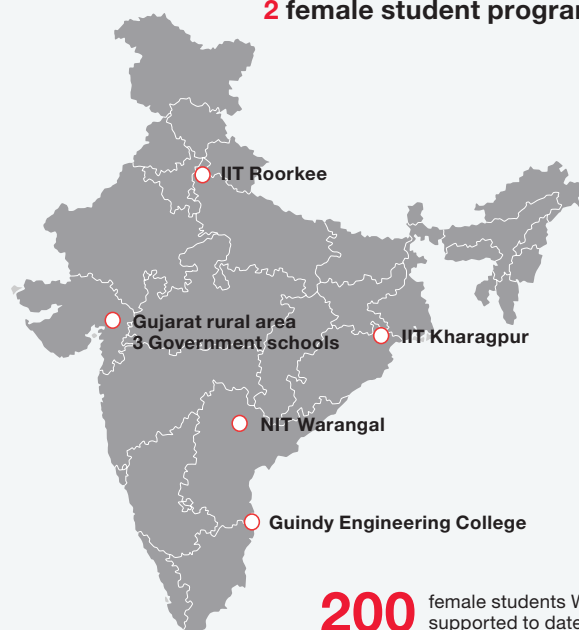 2 female student program
IIT Roorkee
Gujarat rural area
3 Government schools
IIT Kharagpur
NIT Warangal
Guindy Engineering College
200 female students W
supported to date